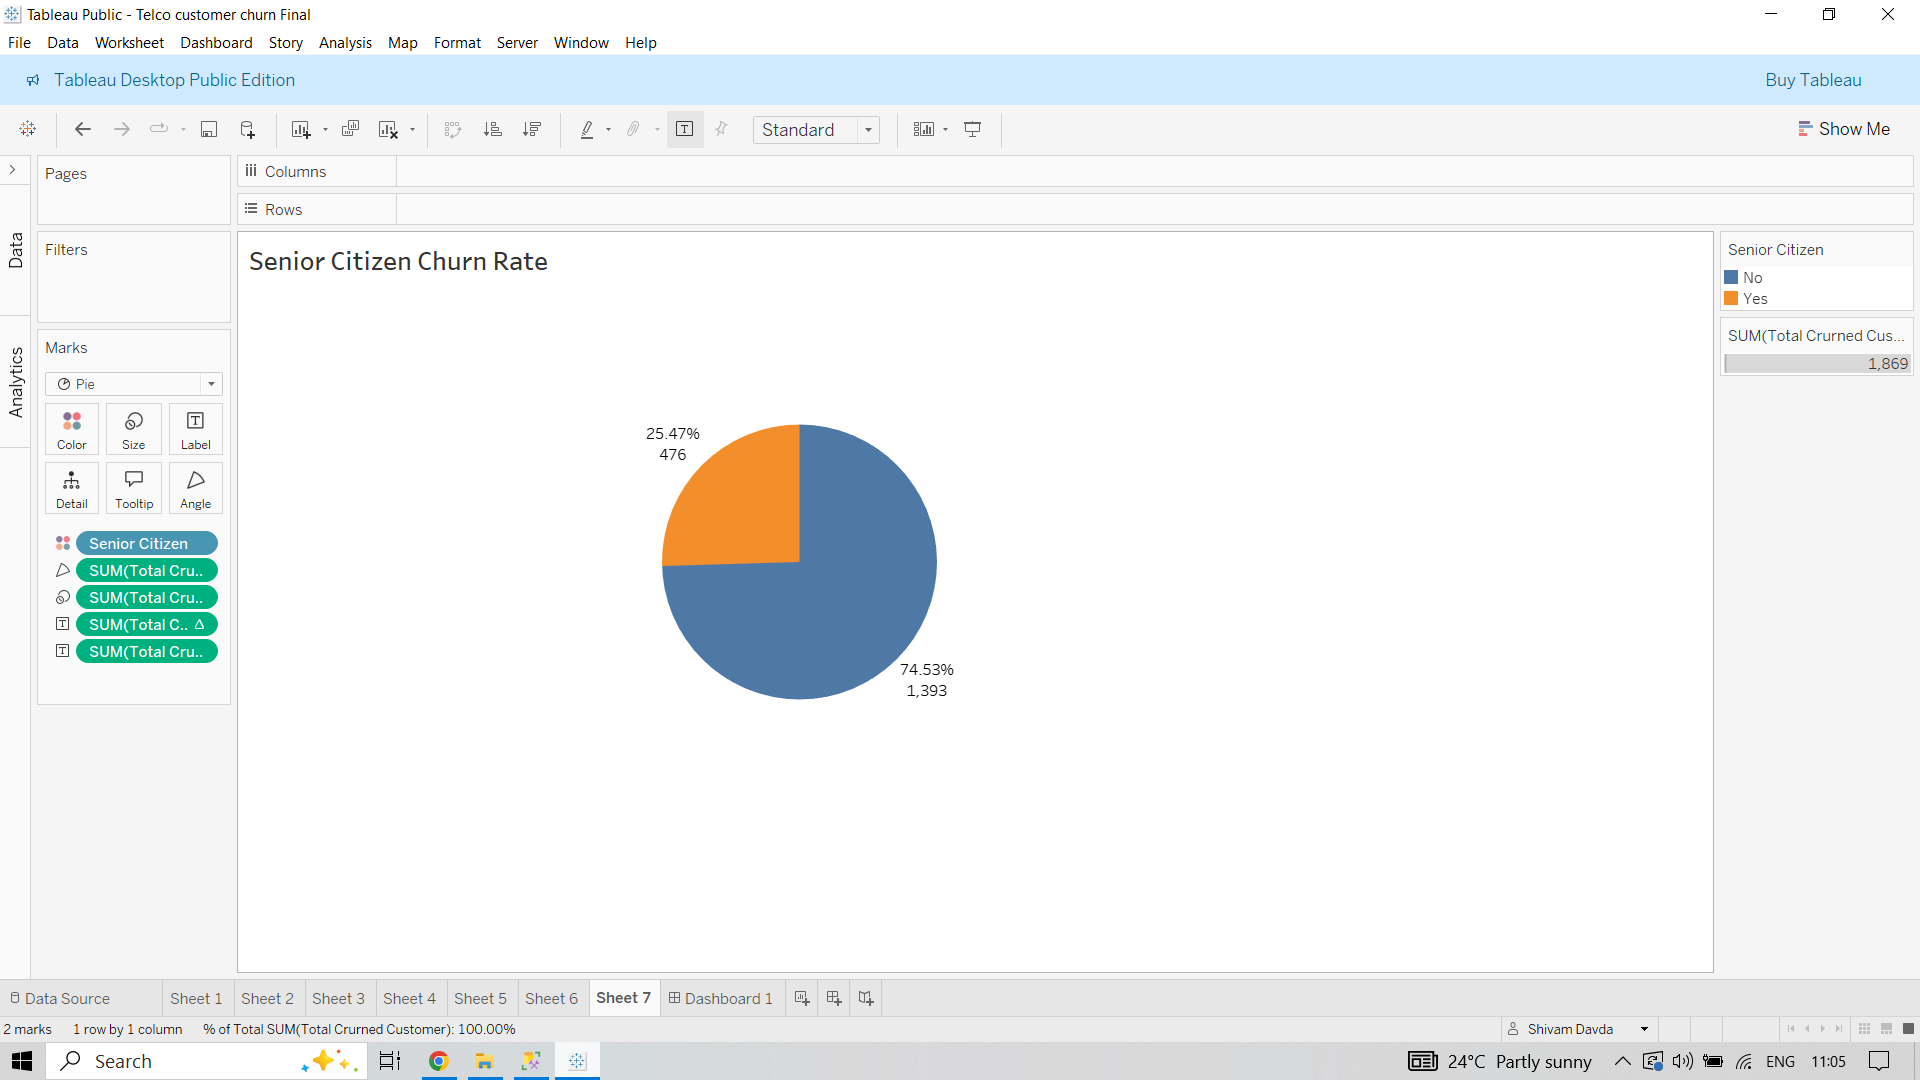 Tableau Public - Telco customer churn Final
File Data Worksheet Dashboard Story Analysis Map Format Server Window Help
Tableau Desktop Public Edition
Buy Tableau
Standard
Show Me
Pages
Columns
Rows
Data
Analytics
Filters
Marks
Pie
Color Size Label
Detail Tooltip Angle
Senior Citizen
SUM(Total Cru..
SUM(Total Cru..
SUM(Total C.. Δ
SUM(Total Cru..
Senior Citizen Churn Rate
25.47%
476
74.53%
1,393
Senior Citizen
No
Yes
SUM(Total Crurned Cus...
1,869
Data Source Sheet 1 Sheet 2 Sheet 3 Sheet 4 Sheet 5 Sheet 6 Sheet 7 Dashboard 1
2 marks 1 row by 1 column % of Total SUM(Total Crurned Customer): 100.00%
Shivam Davda
Search
24°C Partly sunny
ENG 11:05